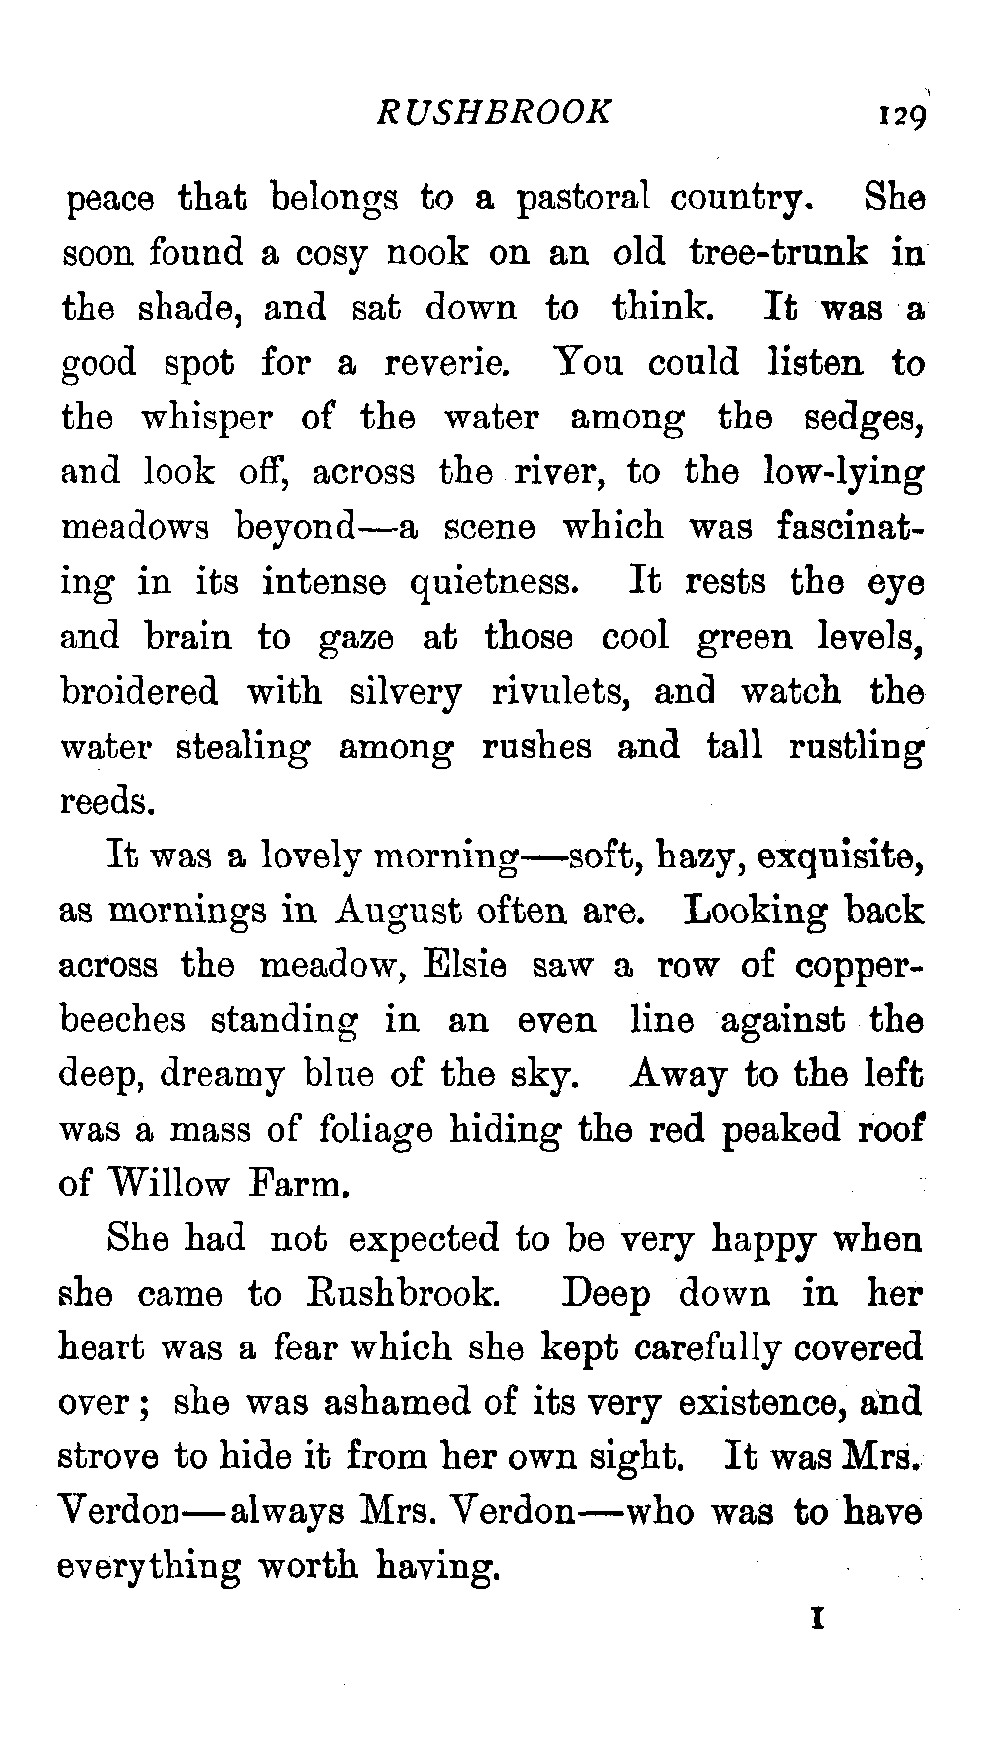 RUSHBROOK 129
peace that belongs to a pastoral country. She
soon found a cosy nook on an old tree-trunk in
the shade, and sat down to think. It was a
good spot for a reverie. You could listen to
the whisper of the water among the sedges,
and look off, across the river, to the low-lying
meadows beyond—a scene which was fascinat-
ing in its intense quietness. It rests the eye
and brain to gaze at those cool green levels,
broidered with silvery rivulets, and watch the
water stealing among rushes and tall rustling
reeds.
It was a lovely morning—soft, hazy, exquisite,
as mornings in August often are. Looking back
across the meadow, Elsie saw a row of copper-
beeches standing in an even line against the
deep, dreamy blue of the sky. Away to the left
was a mass of foliage hiding the red peaked roof
of Willow Farm.
She had not expected to be very happy when
she came to Rushbrook. Deep down in her
heart was a fear which she kept carefully covered
over ; she was ashamed of its very existence, and
strove to hide it from her own sight. It was Mrs.
Verdon—always Mrs. Verdon—who was to have
everything worth having.
I